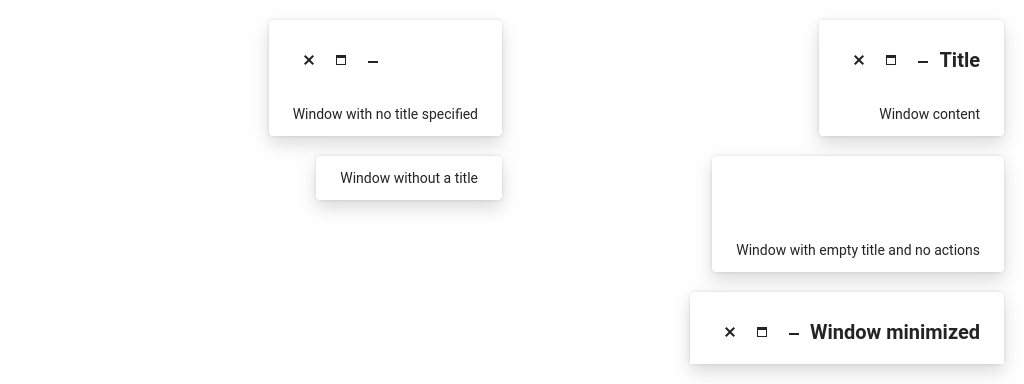 Title
Window content
Window with no title specified
Window without a title
Window with empty title and no actions
Window minimized